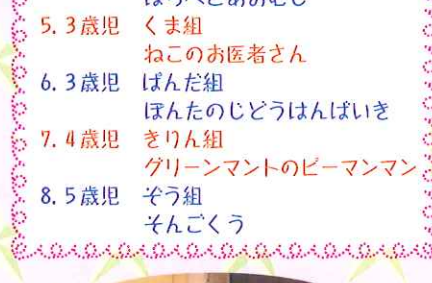 5. 3歳児 くま組
ねこのお医者さん
6. 3歳児 ぱんだ組
ぽんたのじどうはんばいき
7. 4歳児 きりん組
グリーンマントのピーマンマン
8. 5歳児 ぞう組
そんごくう